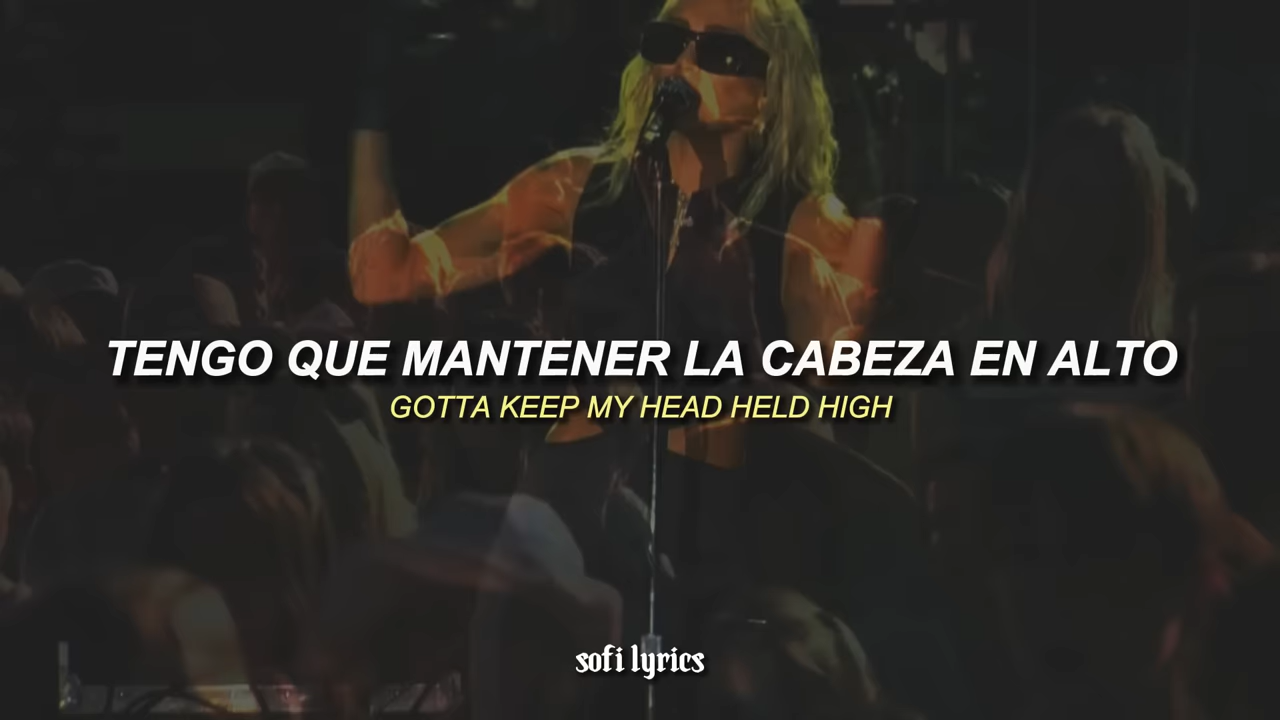 TENGO QUE MANTENER LA CABEZA EN ALTO
GOTTA KEEP MY HEAD HELD HIGH
sofi lyrics